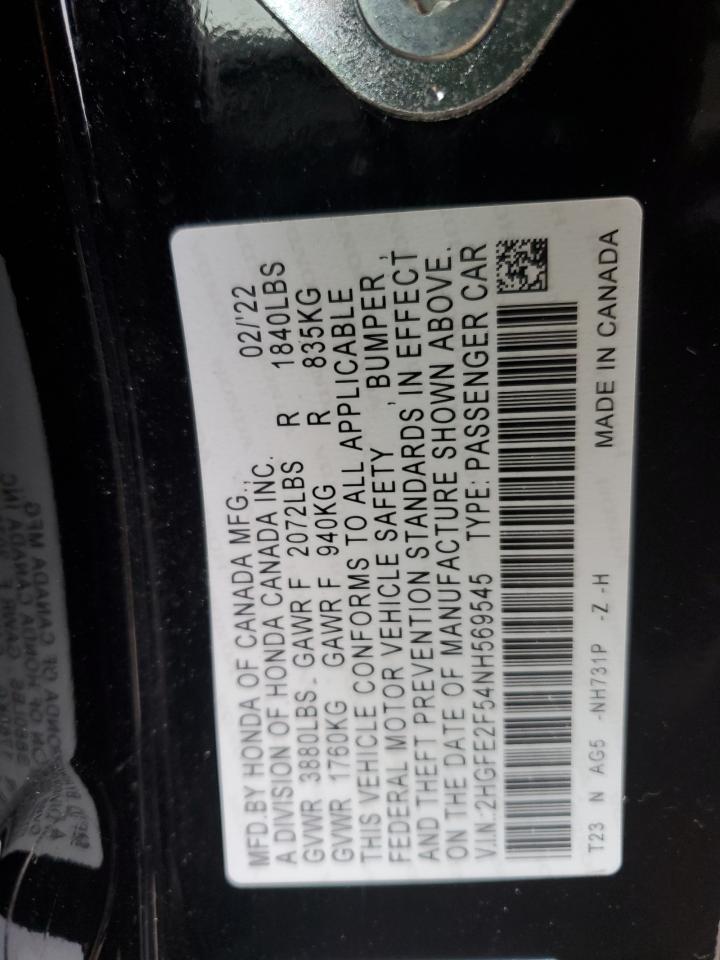 MFD.BY HONDA OF CANADA MFG., 02/'22
A DIVISION OF HONDA CANADA INC.
GVWR 3880LBS. GAWR F 2072LBS R 1840LBS
GVWR 1760KG GAWR F 940KG R 835KG
THIS VEHICLE CONFORMS TO ALL APPLICABLE
FEDERAL MOTOR VEHICLE SAFETY , BUMPER ,
AND THEFT PREVENTION STANDARDS IN EFFECT
ON THE DATE OF MANUFACTURE SHOWN ABOVE.
V.I.N.:2HGFE2F54NH569545 TYPE: PASSENGER CAR
T23 N AG5 -NH731P -Z -H MADE IN CANADA